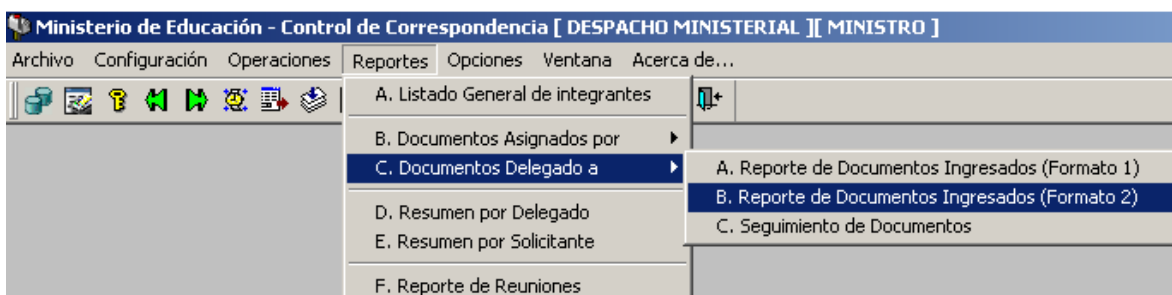 Ministerio de Educación - Control de Correspondencia [ DESPACHO MINISTERIAL ][ MINISTRO ]
Archivo Configuración Operaciones Reportes Opciones Ventana Acerca de...
A. Listado General de integrantes
B. Documentos Asignados por
C. Documentos Delegado a
A. Reporte de Documentos Ingresados (Formato 1)
B. Reporte de Documentos Ingresados (Formato 2)
C. Seguimiento de Documentos
D. Resumen por Delegado
E. Resumen por Solicitante
F. Reporte de Reuniones